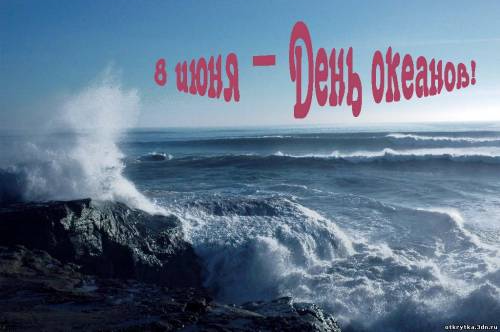 8 июня – День океанов!
otkrytka.3dn.ru